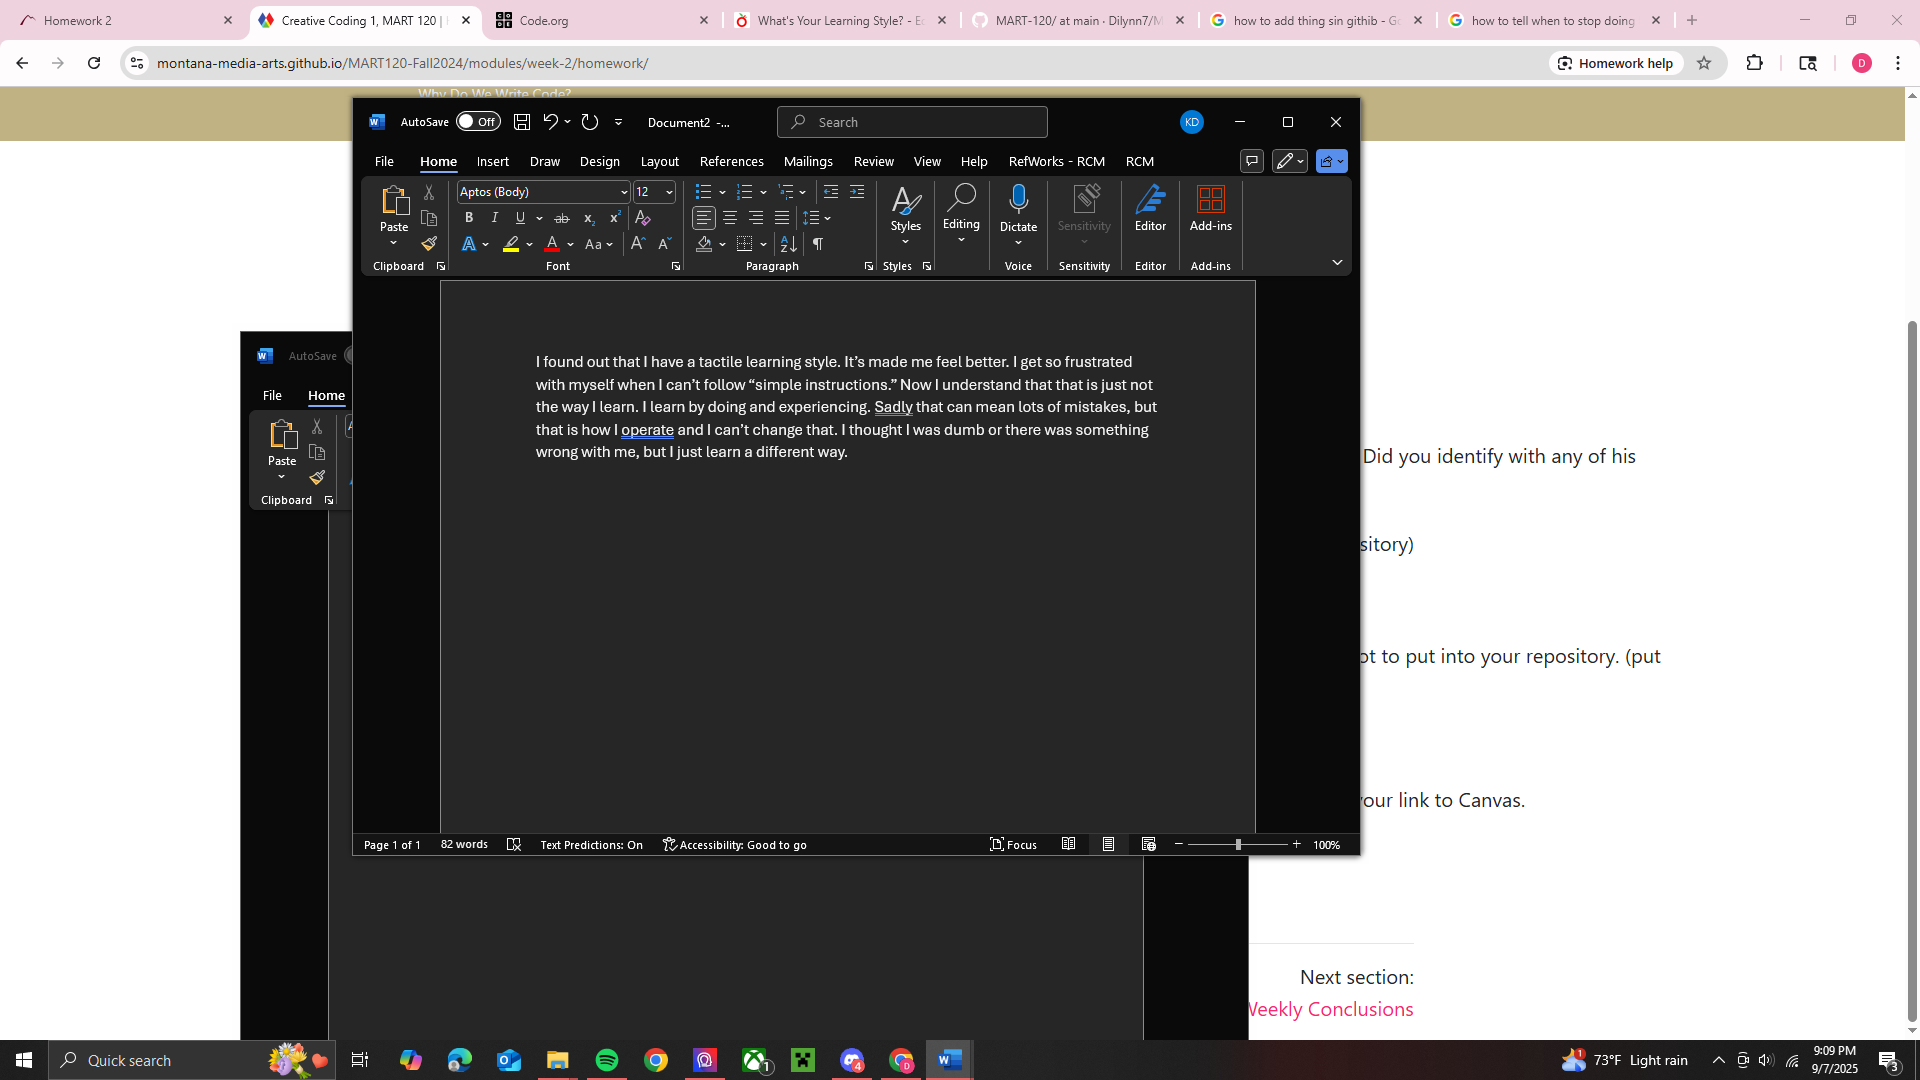 Homework 2
Creative Coding 1, MART 120 |
Code.org
What's Your Learning Style? - Ed
MART-120/ at main · Dilynn7/M
how to add thing sin githib - Go
how to tell when to stop doing
montana-media-arts.github.io/MART120-Fall2024/modules/week-2/homework/
Homework help
D
Why Do We Write Code?
AutoSave Off Document2 -... Search KD
File Home Insert Draw Design Layout References Mailings Review View Help RefWorks - RCM RCM
Aptos (Body) 12
Paste Styles Editing Dictate Sensitivity Editor Add-ins
Clipboard Font Paragraph Styles Voice Sensitivity Editor Add-ins
I found out that I have a tactile learning style. It's made me feel better. I get so frustrated
with myself when I can't follow “simple instructions.” Now I understand that that is just not
the way I learn. I learn by doing and experiencing. Sadly that can mean lots of mistakes, but
that is how I operate and I can't change that. I thought I was dumb or there was something
wrong with me, but I just learn a different way.
AutoSave
File Home
Paste
Clipboard
Did you identify with any of his
sitory)
ot to put into your repository. (put
your link to Canvas.
Page 1 of 1 82 words Text Predictions: On Accessibility: Good to go Focus 100%
Next section:
Weekly Conclusions
Quick search
1
4
D
1
73°F Light rain
9:09 PM
9/7/2025
3